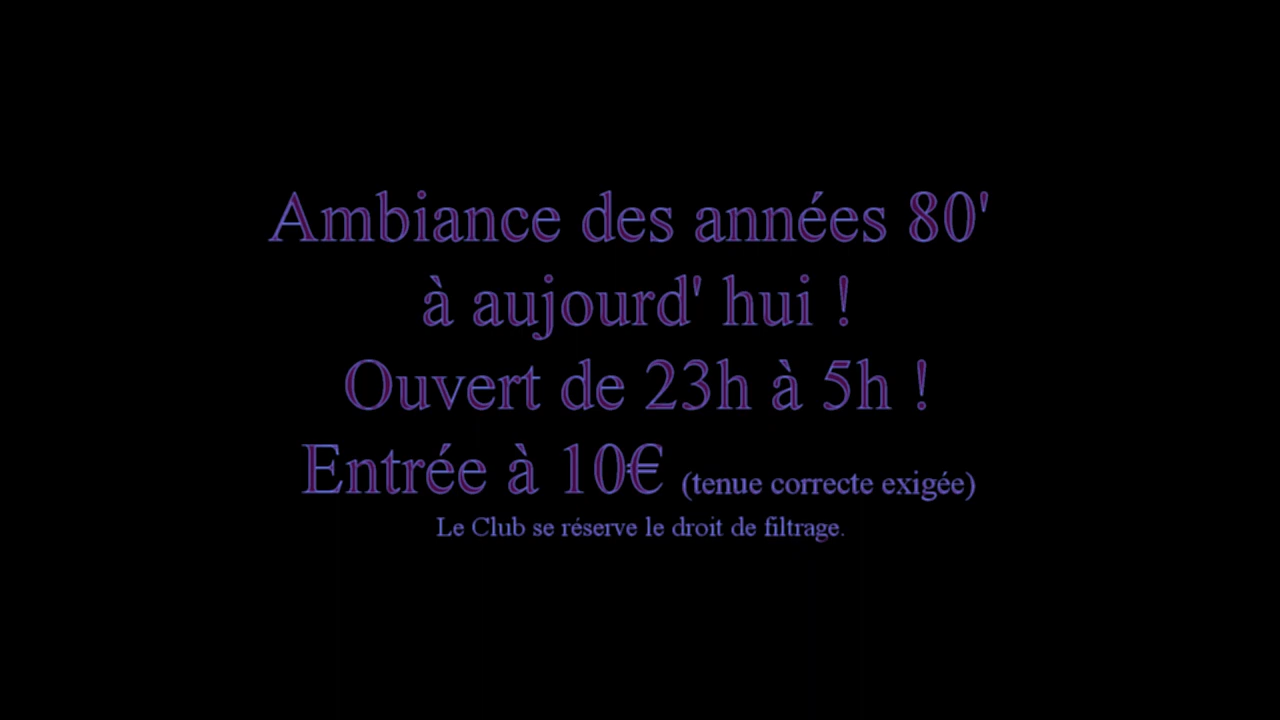 Ambiance des années 80'
à aujourd' hui !
Ouvert de 23h à 5h !
Entrée à 10€ (tenue correcte exigée)
Le Club se réserve le droit de filtrage.